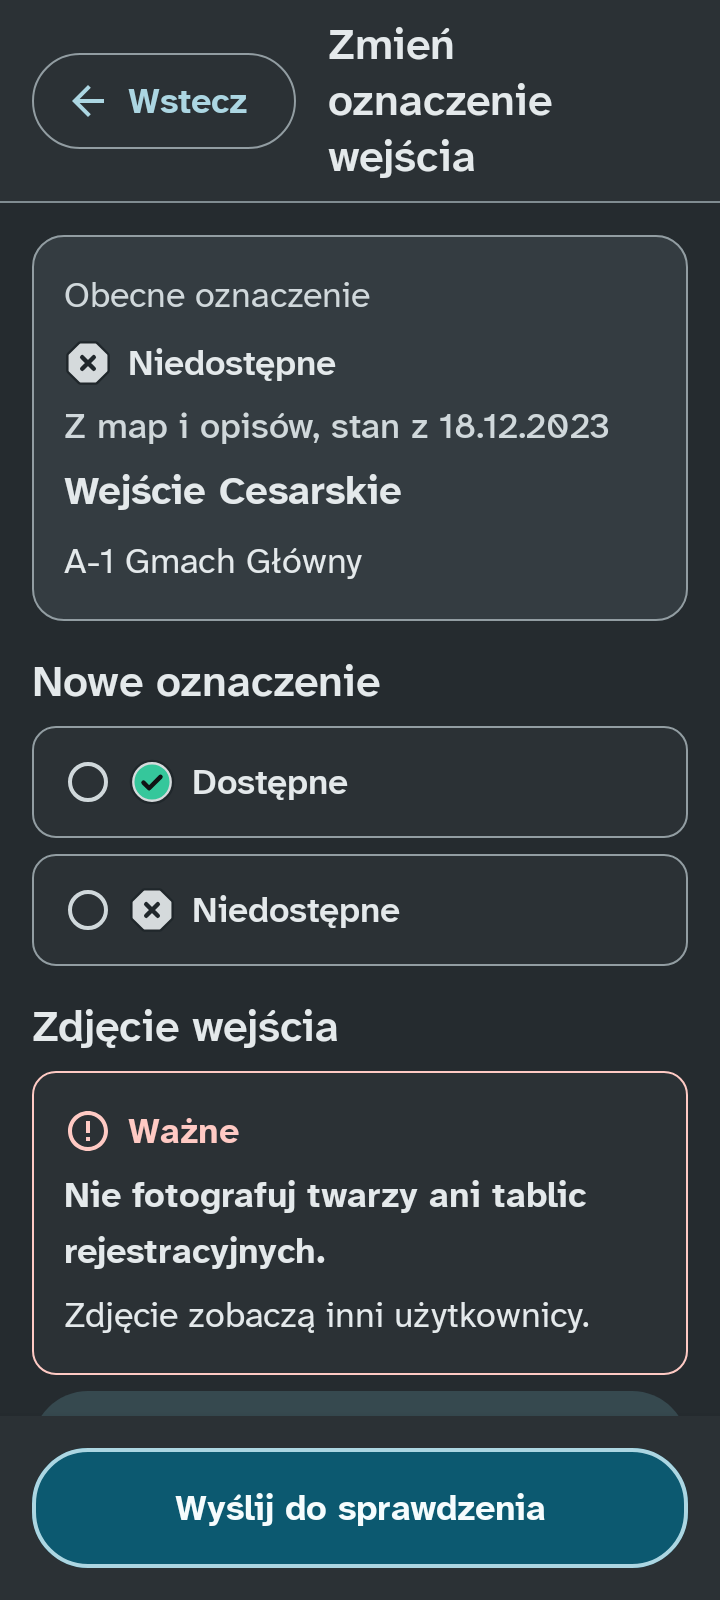 Wstecz
Zmień
oznaczenie
wejścia
Obecne oznaczenie
Niedostępne
Z map i opisów, stan z 18.12.2023
Wejście Cesarskie
A-1 Gmach Główny
Nowe oznaczenie
Dostępne
Niedostępne
Zdjęcie wejścia
Ważne
Nie fotografuj twarzy ani tablic
rejestracyjnych.
Zdjęcie zobaczą inni użytkownicy.
Wyślij do sprawdzenia